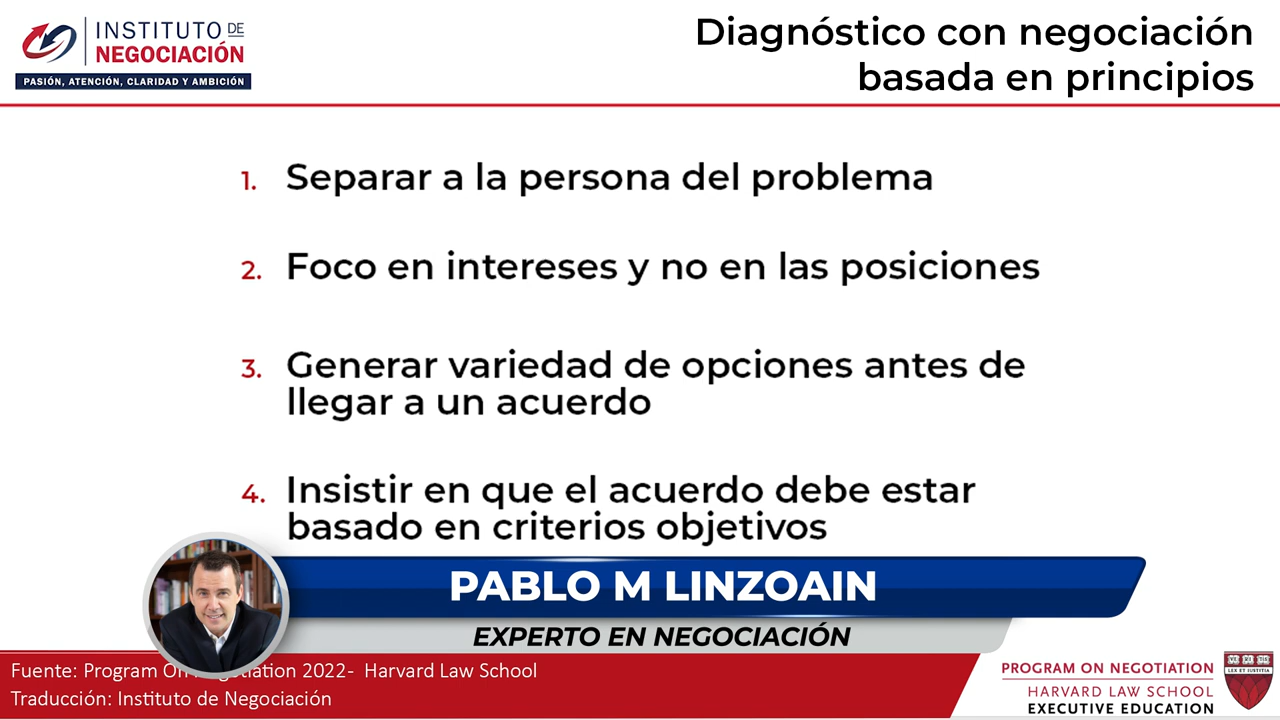 INSTITUTO DE
NEGOCIACIÓN
PASIÓN, ATENCIÓN, CLARIDAD Y AMBICIÓN
Diagnóstico con negociación
basada en principios
1. Separar a la persona del problema
2. Foco en intereses y no en las posiciones
3. Generar variedad de opciones antes de
llegar a un acuerdo
4. Insistir en que el acuerdo debe estar
basado en criterios objetivos
PABLO M LINZOAIN
EXPERTO EN NEGOCIACIÓN
Fuente: Program On Negotiation 2022- Harvard Law School
Traducción: Instituto de Negociación
PROGRAM ON NEGOTIATION
HARVARD LAW SCHOOL
EXECUTIVE EDUCATION
LEX ET IUSTITIA